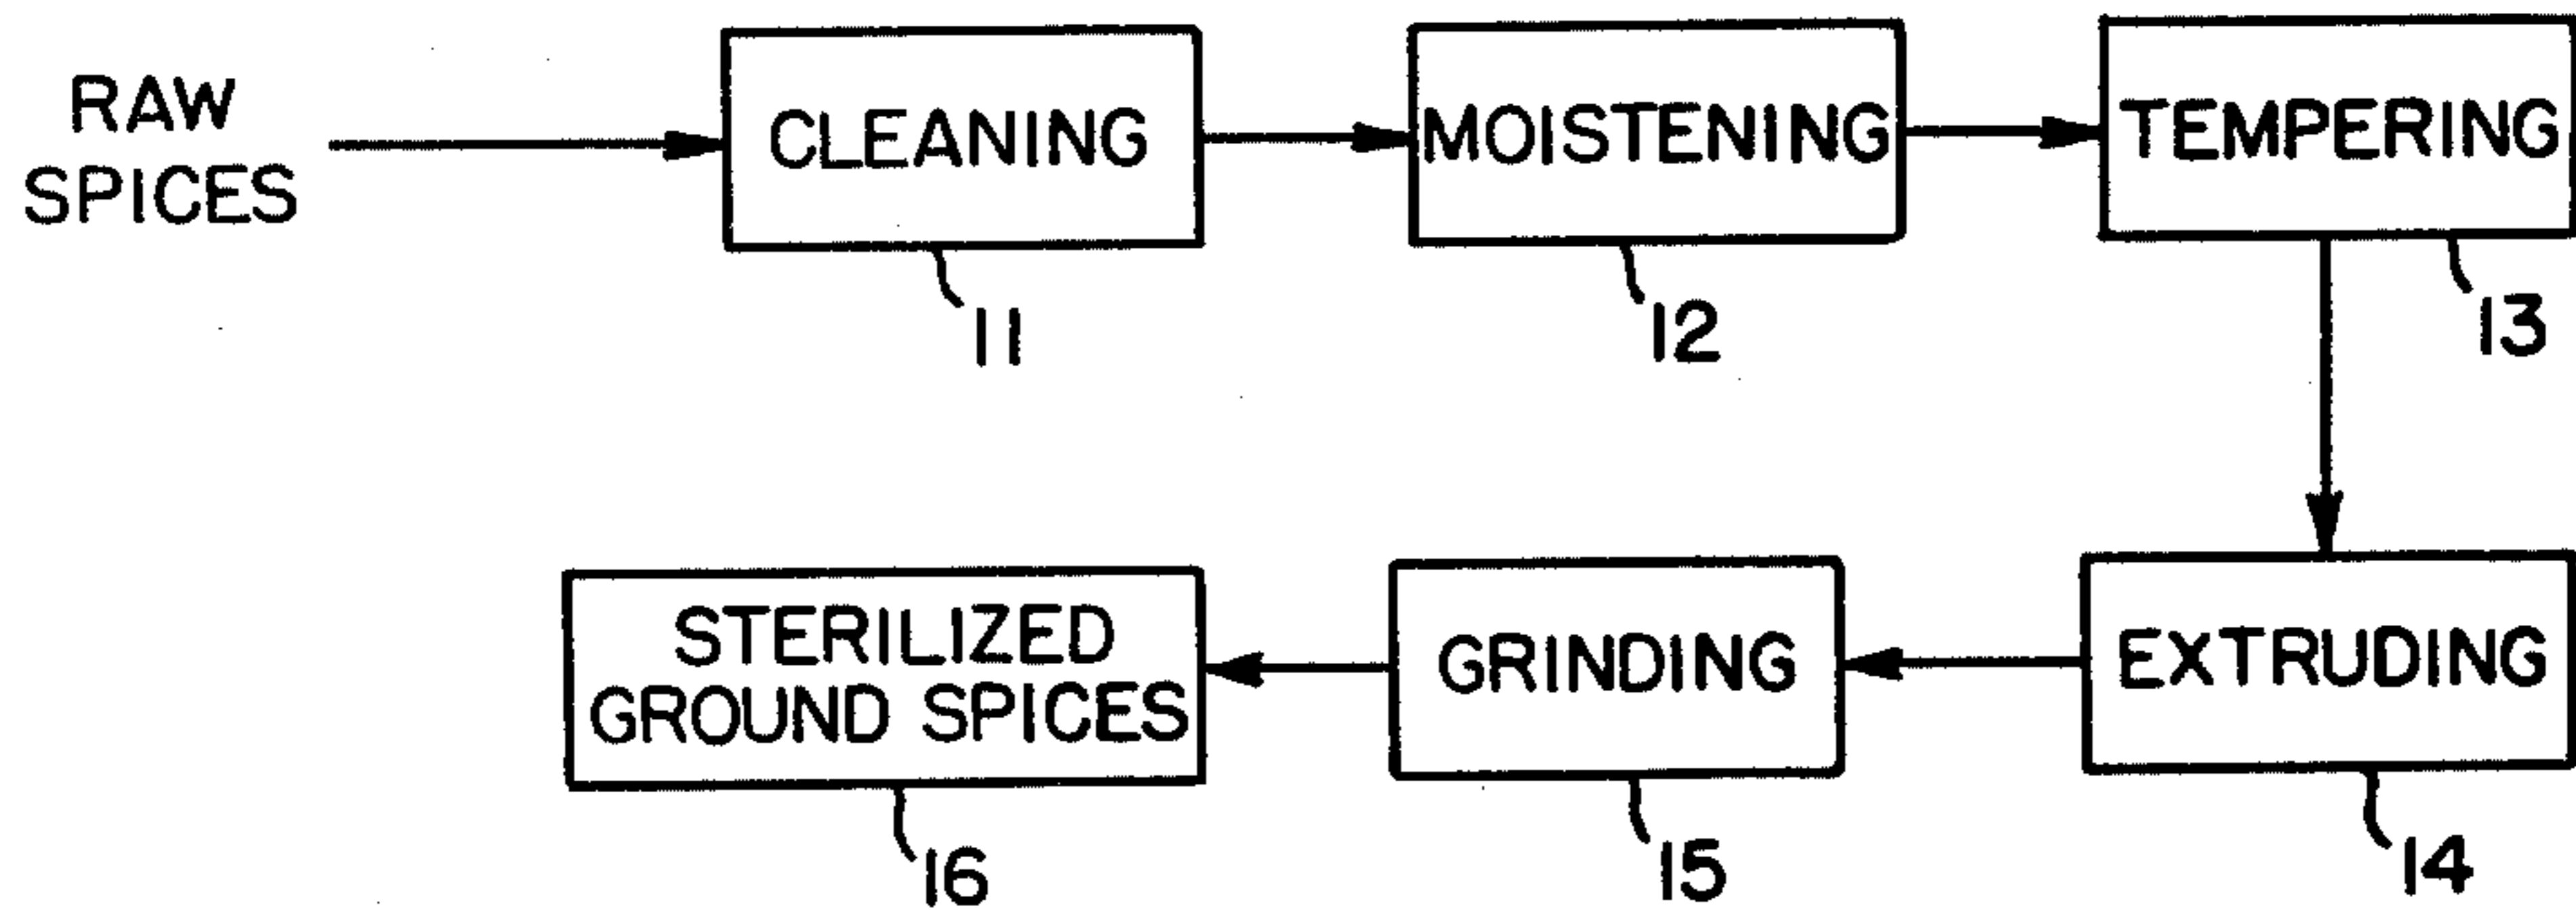 RAW
SPICES
CLEANING
11
MOISTENING
12
TEMPERING
13
EXTRUDING
14
GRINDING
15
STERILIZED
GROUND SPICES
16